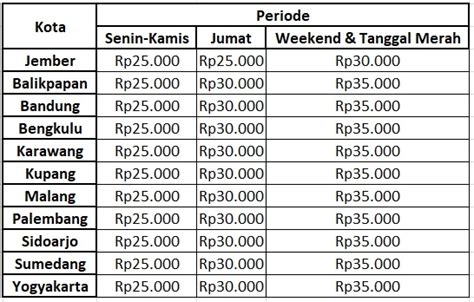 Kota Periode
Senin-Kamis Jumat Weekend & Tanggal Merah
Jember Rp25.000 Rp25.000 Rp30.000
Balikpapan Rp25.000 Rp30.000 Rp35.000
Bandung Rp25.000 Rp30.000 Rp35.000
Bengkulu Rp25.000 Rp30.000 Rp35.000
Karawang Rp25.000 Rp30.000 Rp35.000
Kupang Rp25.000 Rp30.000 Rp35.000
Malang Rp25.000 Rp30.000 Rp35.000
Palembang Rp25.000 Rp30.000 Rp35.000
Sidoarjo Rp25.000 Rp30.000 Rp35.000
Sumedang Rp25.000 Rp30.000 Rp35.000
Yogyakarta Rp25.000 Rp30.000 Rp35.000